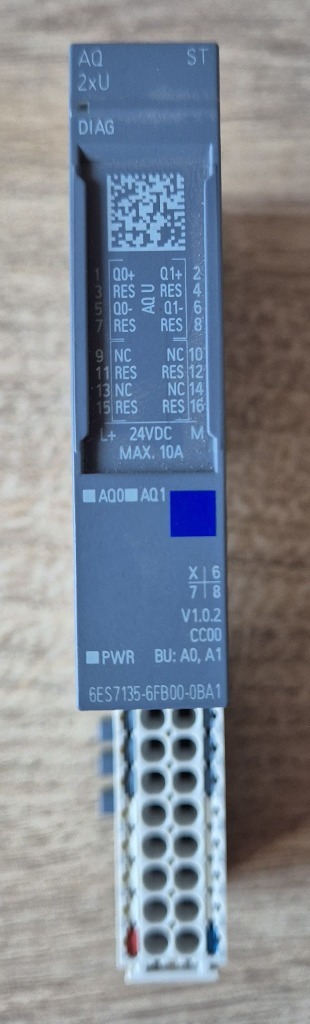 AQ ST
2xU
DIAG
1 Q0+ Q1+ 2
3 RES RES 4
5 Q0- Q1- 6
7 RES RES 8
AQ U
9 NC NC 10
11 RES RES 12
13 NC NC 14
15 RES RES 16
L+ 24VDC M
MAX. 10A
AQ0 AQ1
X 6
7 8
V1.0.2
CC00
PWR BU: A0, A1
6ES7135-6FB00-0BA1